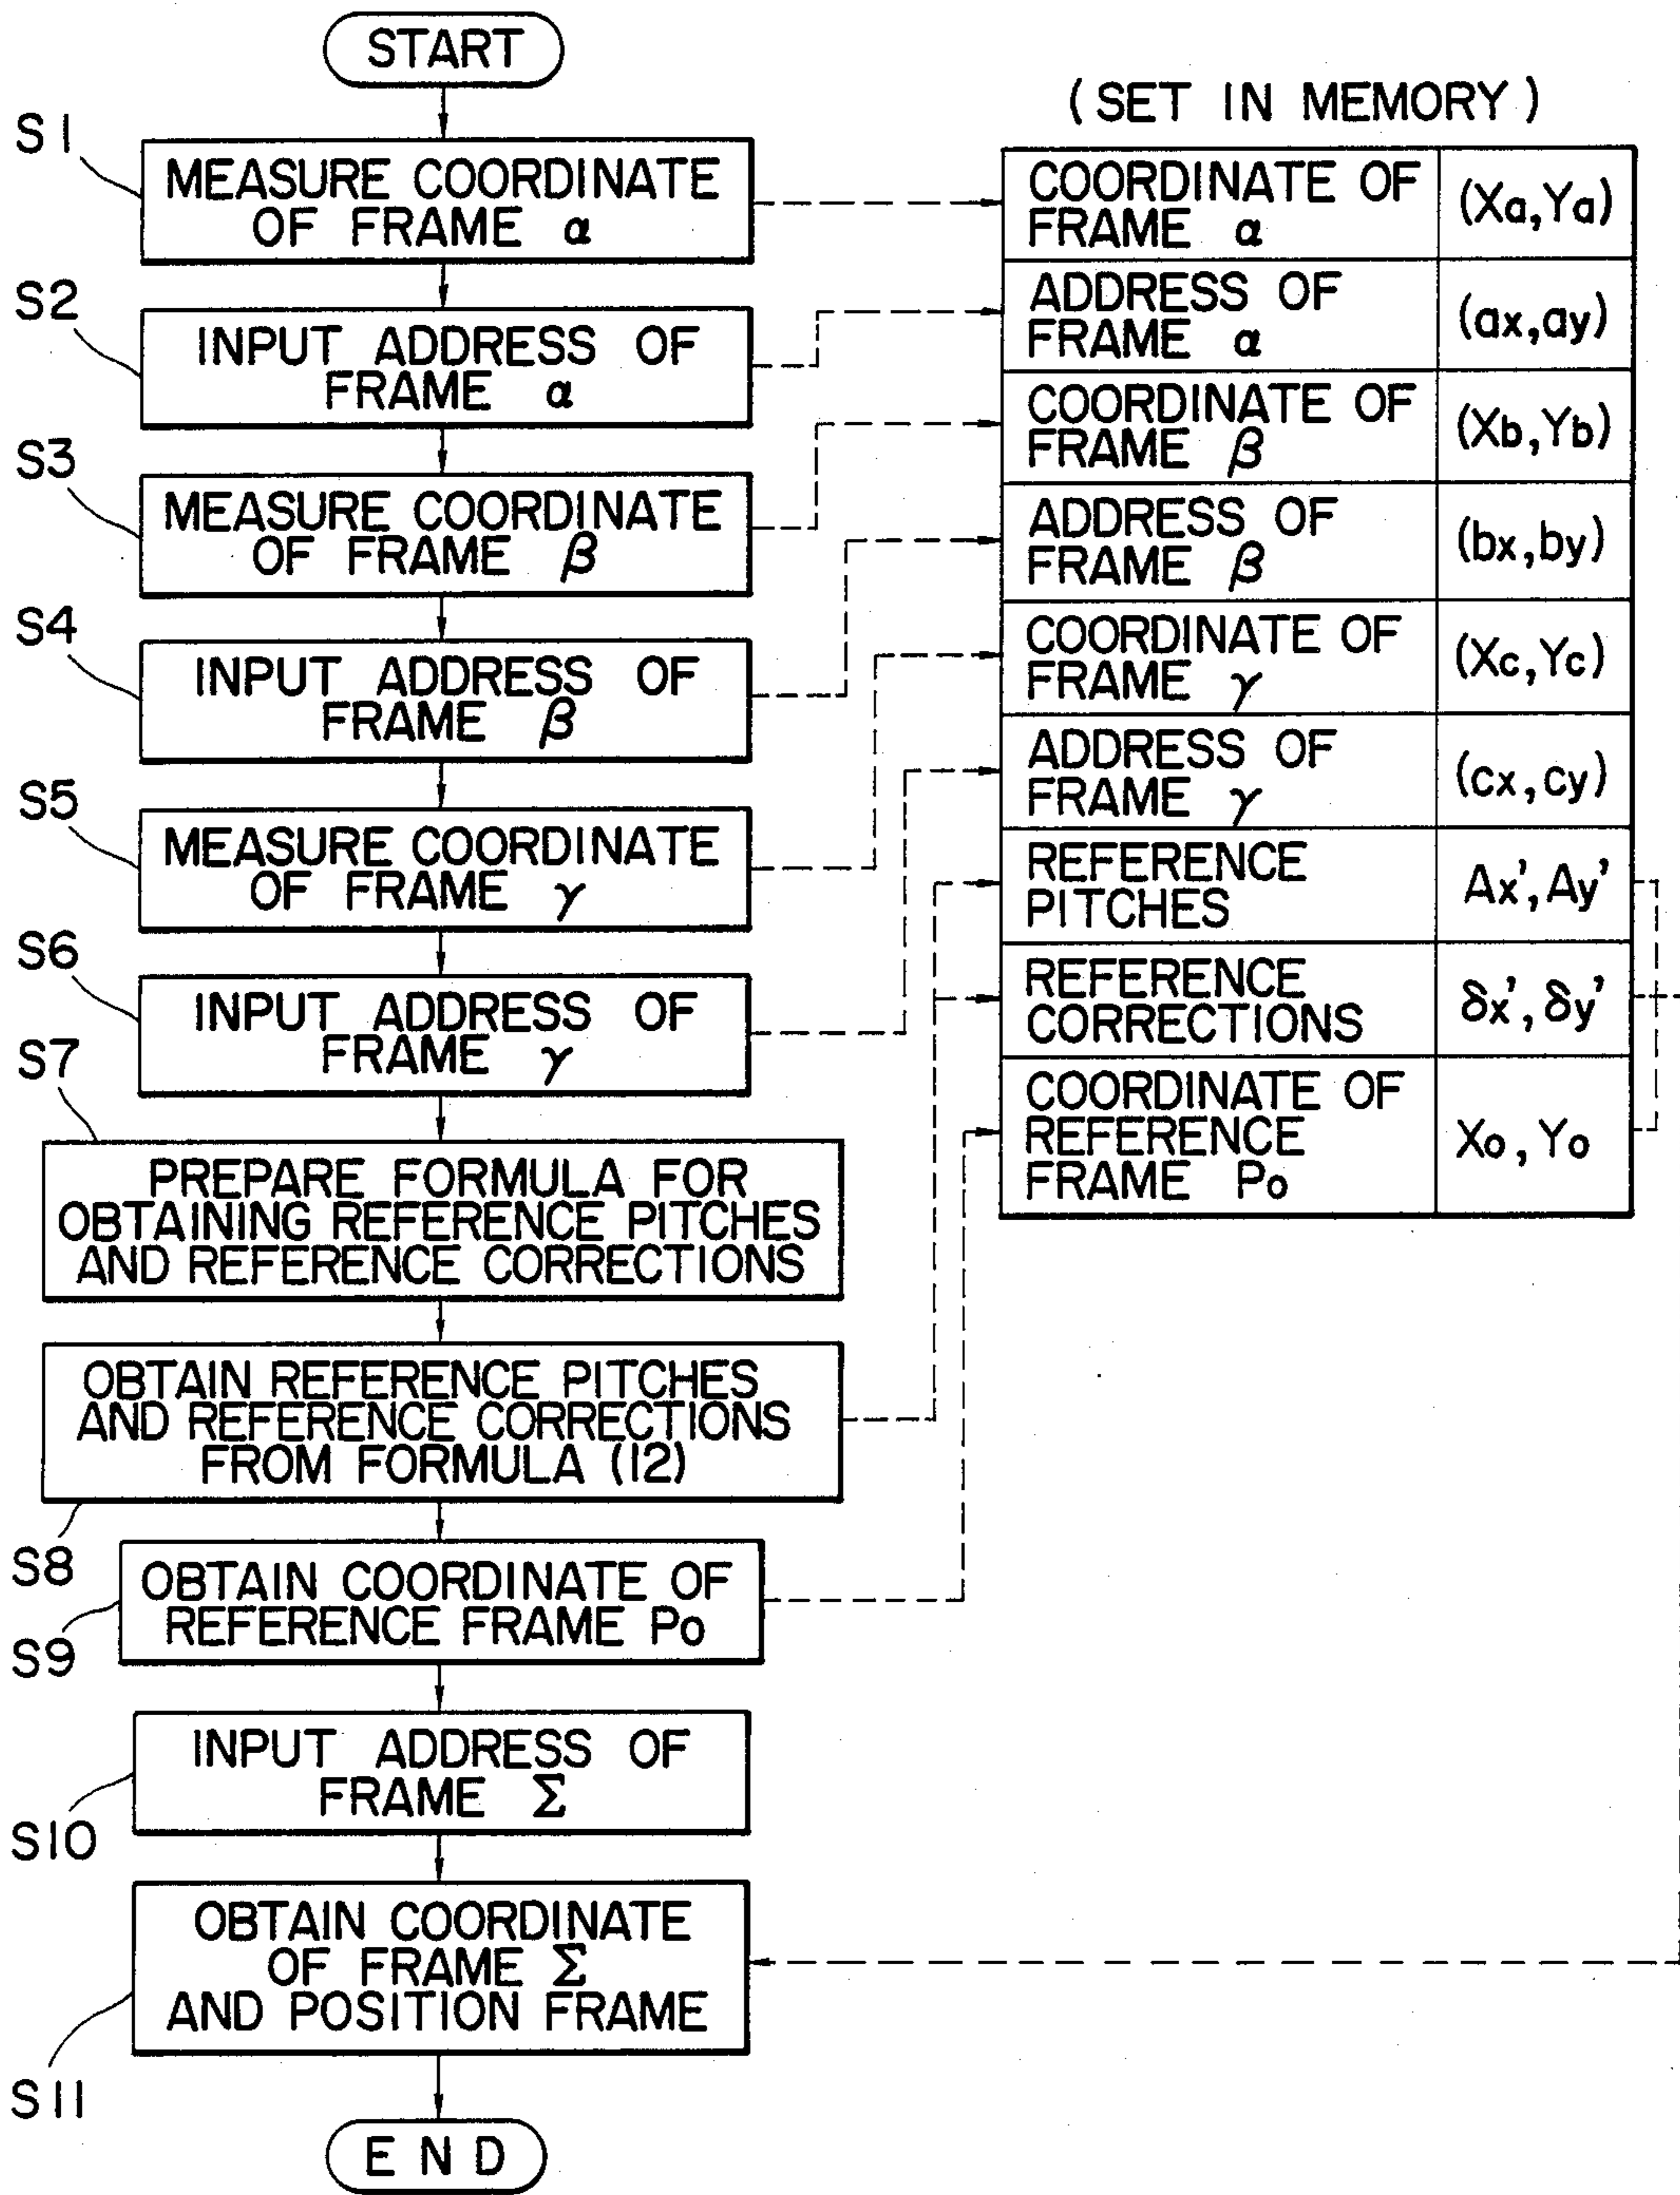 START
S1
MEASURE COORDINATE
OF FRAME α
S2
INPUT ADDRESS OF
FRAME α
S3
MEASURE COORDINATE
OF FRAME β
S4
INPUT ADDRESS OF
FRAME β
S5
MEASURE COORDINATE
OF FRAME γ
S6
INPUT ADDRESS OF
FRAME γ
S7
PREPARE FORMULA FOR
OBTAINING REFERENCE PITCHES
AND REFERENCE CORRECTIONS
OBTAIN REFERENCE PITCHES
AND REFERENCE CORRECTIONS
FROM FORMULA (12)
S8
OBTAIN COORDINATE OF
REFERENCE FRAME Po
S9
INPUT ADDRESS OF
FRAME Σ
S10
OBTAIN COORDINATE
OF FRAME Σ
AND POSITION FRAME
S11
END
(SET IN MEMORY)
COORDINATE OF
FRAME α
(Xa,Ya)
ADDRESS OF
FRAME α
(ax,ay)
COORDINATE OF
FRAME β
(Xb,Yb)
ADDRESS OF
FRAME β
(bx,by)
COORDINATE OF
FRAME γ
(Xc,Yc)
ADDRESS OF
FRAME γ
(cx,cy)
REFERENCE
PITCHES
Ax',Ay'
REFERENCE
CORRECTIONS
δx',δy'
COORDINATE OF
REFERENCE
FRAME Po
Xo,Yo